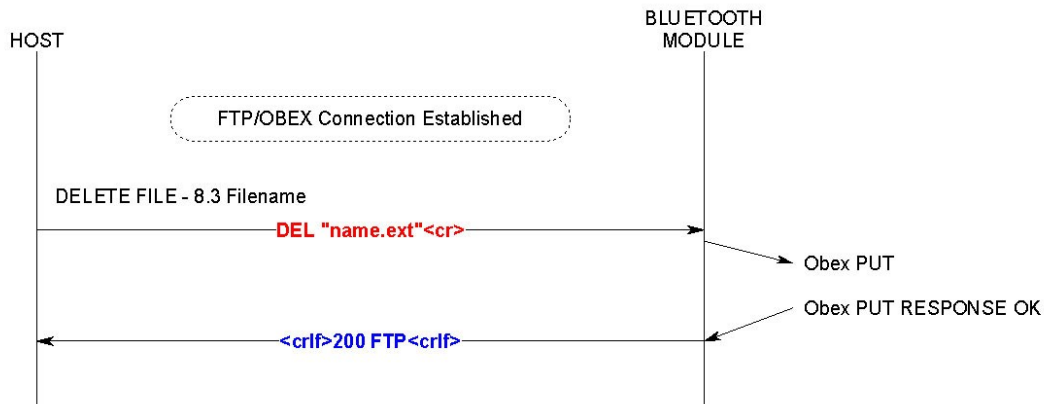 HOST
BLUETOOTH
MODULE
FTP/OBEX Connection Established
DELETE FILE - 8.3 Filename
DEL "name.ext"<cr>
Obex PUT
Obex PUT RESPONSE OK
<crlf>200 FTP<crlf>